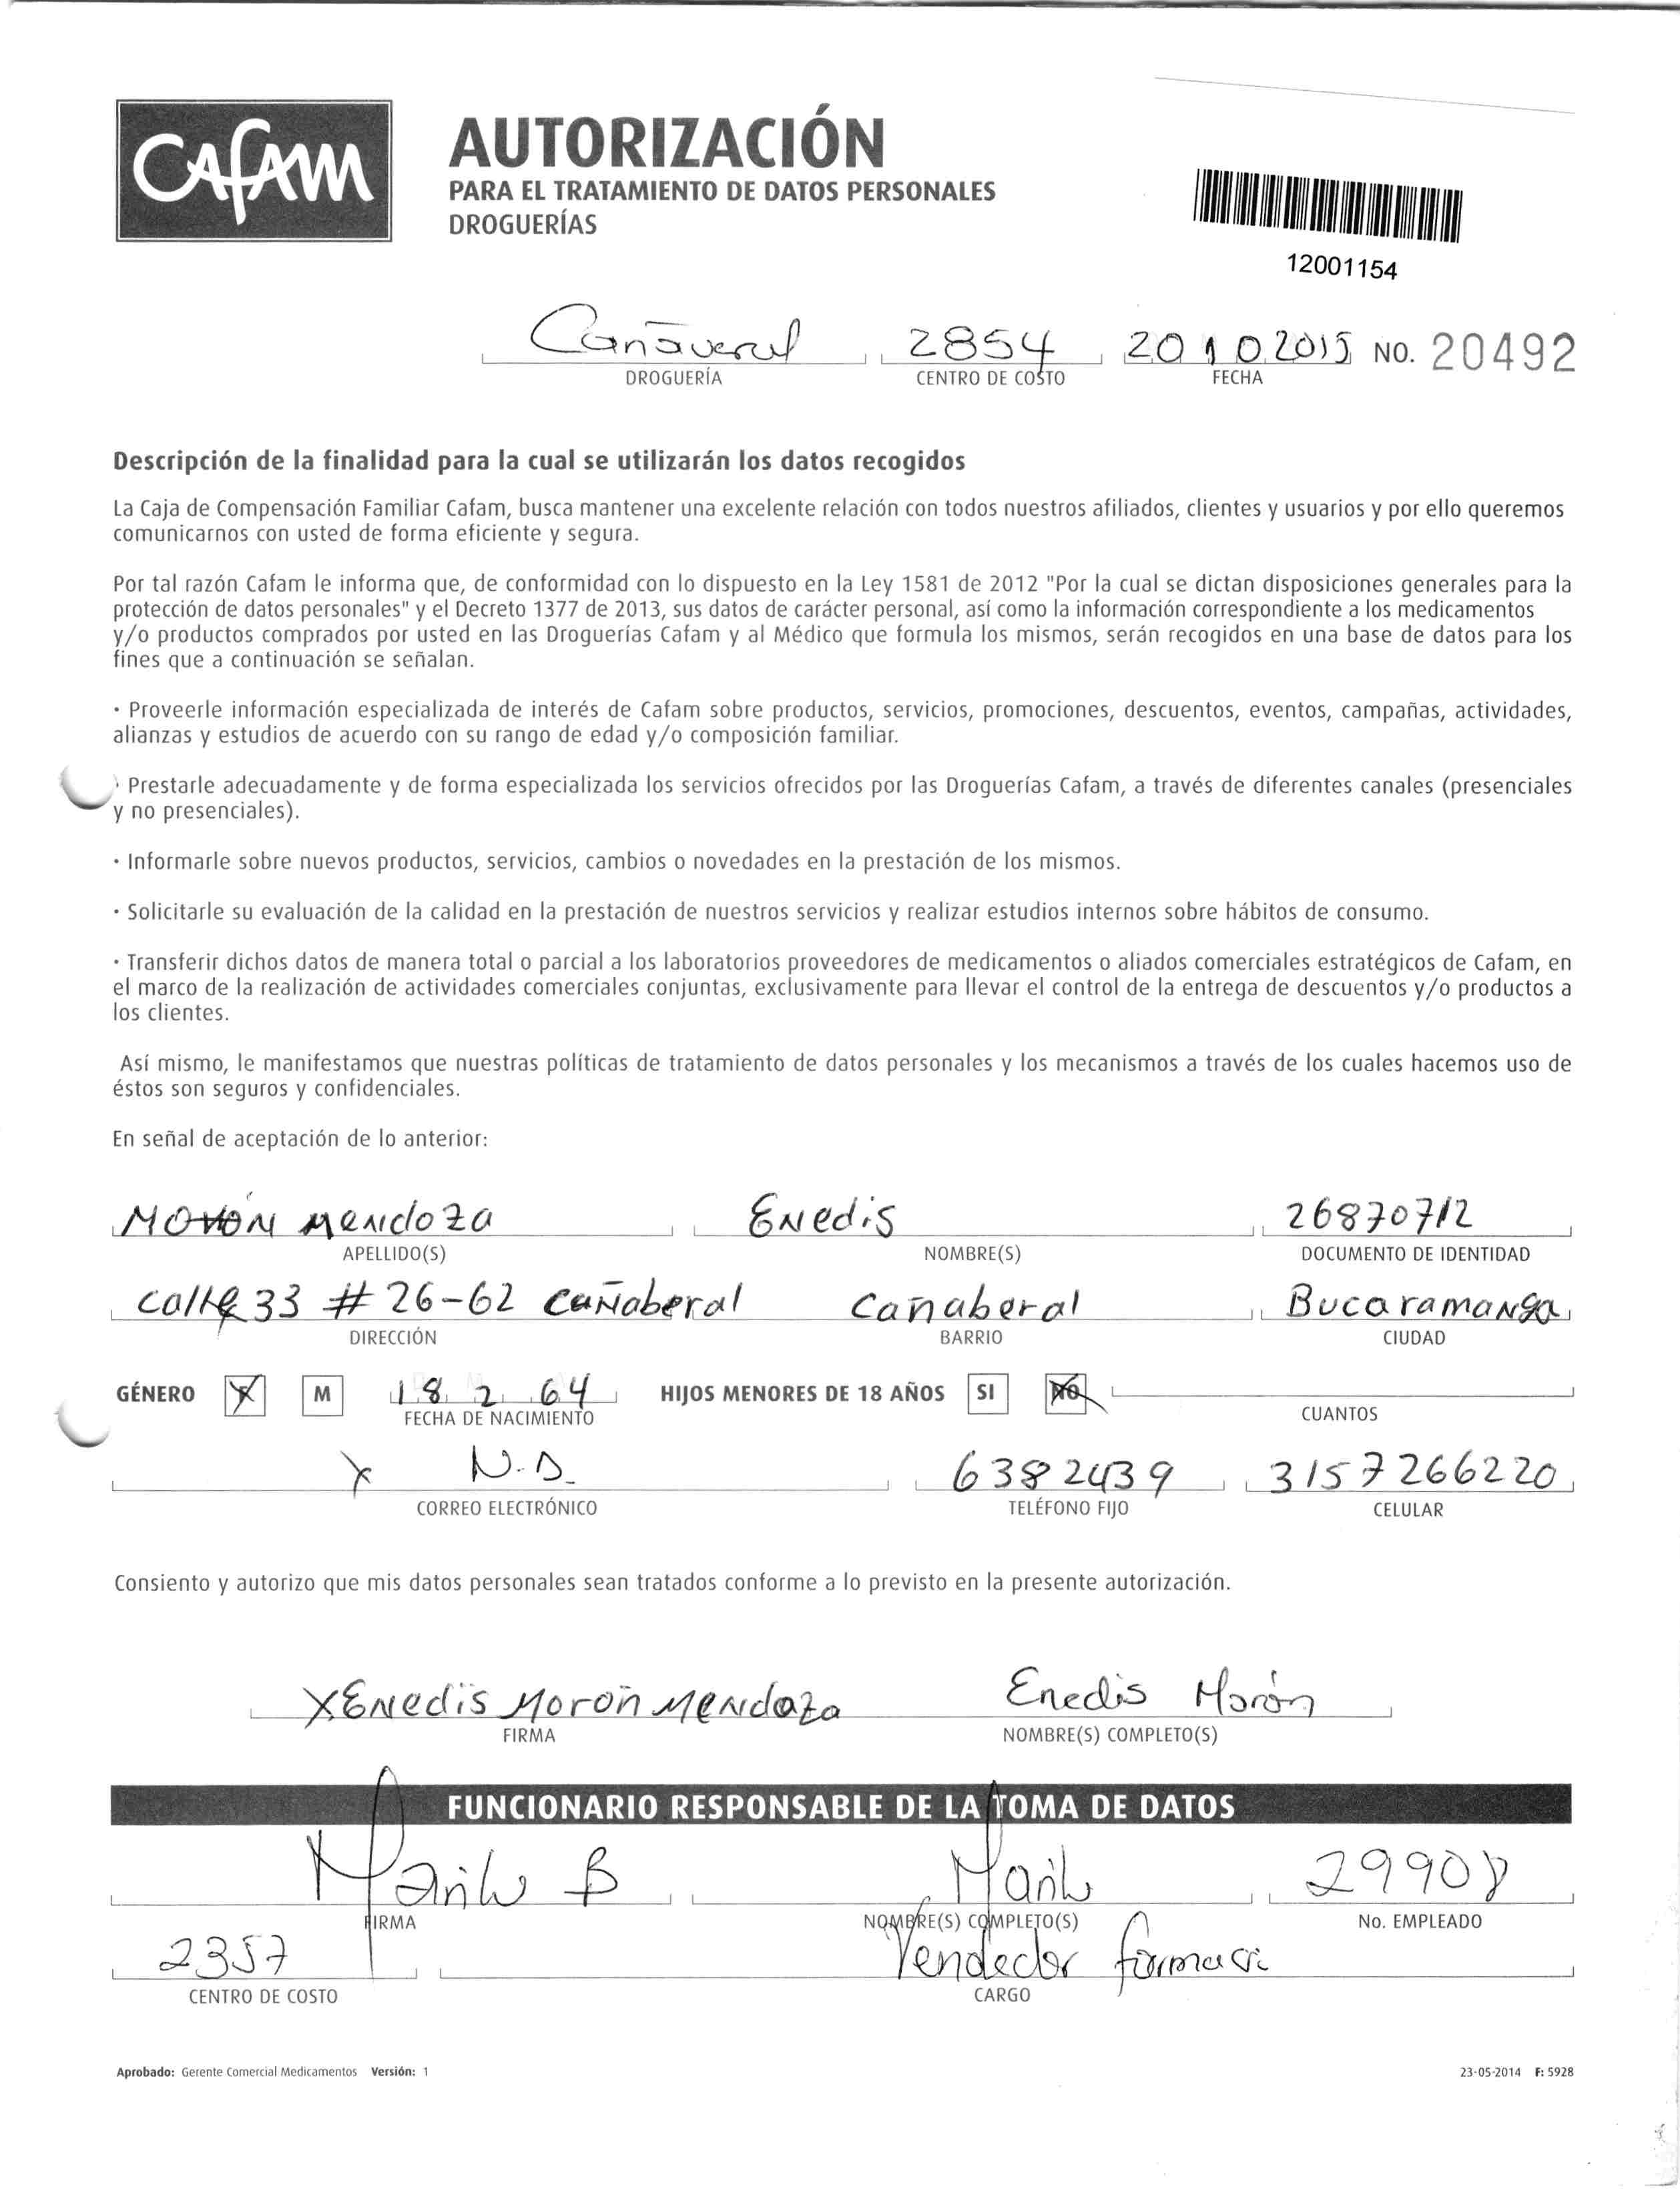 CAFAM
AUTORIZACIÓN
PARA EL TRATAMIENTO DE DATOS PERSONALES
DROGUERÍAS
12001154
Cañaveral 2854 20 10 2015 NO. 20492
DROGUERÍA CENTRO DE COSTO FECHA
Descripción de la finalidad para la cual se utilizarán los datos recogidos
La Caja de Compensación Familiar Cafam, busca mantener una excelente relación con todos nuestros afiliados, clientes y usuarios y por ello queremos
comunicarnos con usted de forma eficiente y segura.
Por tal razón Cafam le informa que, de conformidad con lo dispuesto en la Ley 1581 de 2012 "Por la cual se dictan disposiciones generales para la
protección de datos personales" y el Decreto 1377 de 2013, sus datos de carácter personal, así como la información correspondiente a los medicamentos
y/o productos comprados por usted en las Droguerías Cafam y al Médico que formula los mismos, serán recogidos en una base de datos para los
fines que a continuación se señalan.
· Proveerle información especializada de interés de Cafam sobre productos, servicios, promociones, descuentos, eventos, campañas, actividades,
alianzas y estudios de acuerdo con su rango de edad y/o composición familiar.
· Prestarle adecuadamente y de forma especializada los servicios ofrecidos por las Droguerías Cafam, a través de diferentes canales (presenciales
y no presenciales).
· Informarle sobre nuevos productos, servicios, cambios o novedades en la prestación de los mismos.
· Solicitarle su evaluación de la calidad en la prestación de nuestros servicios y realizar estudios internos sobre hábitos de consumo.
· Transferir dichos datos de manera total o parcial a los laboratorios proveedores de medicamentos o aliados comerciales estratégicos de Cafam, en
el marco de la realización de actividades comerciales conjuntas, exclusivamente para llevar el control de la entrega de descuentos y/o productos a
los clientes.
Así mismo, le manifestamos que nuestras políticas de tratamiento de datos personales y los mecanismos a través de los cuales hacemos uso de
éstos son seguros y confidenciales.
En señal de aceptación de lo anterior:
MORÓN Mendoza Enedis 26870712
APELLIDO(S) NOMBRE(S) DOCUMENTO DE IDENTIDAD
calle 33 # 26-62 cañaberal cañaberal Bucaramanga
DIRECCIÓN BARRIO CIUDAD
GÉNERO X M 18 2 64 HIJOS MENORES DE 18 AÑOS SI NO
FECHA DE NACIMIENTO CUANTOS
X N.A 6382439 3157266220
CORREO ELECTRÓNICO TELÉFONO FIJO CELULAR
Consiento y autorizo que mis datos personales sean tratados conforme a lo previsto en la presente autorización.
X Enedis Morón Mendoza Enedis Morón
FIRMA NOMBRE(S) COMPLETO(S)
FUNCIONARIO RESPONSABLE DE LA TOMA DE DATOS
B
FIRMA NOMBRE(S) COMPLETO(S) No. EMPLEADO
2357 Vendedor
CENTRO DE COSTO CARGO
Aprobado: Gerente Comercial Medicamentos Versión: 1 23-05-2014 F: 5928